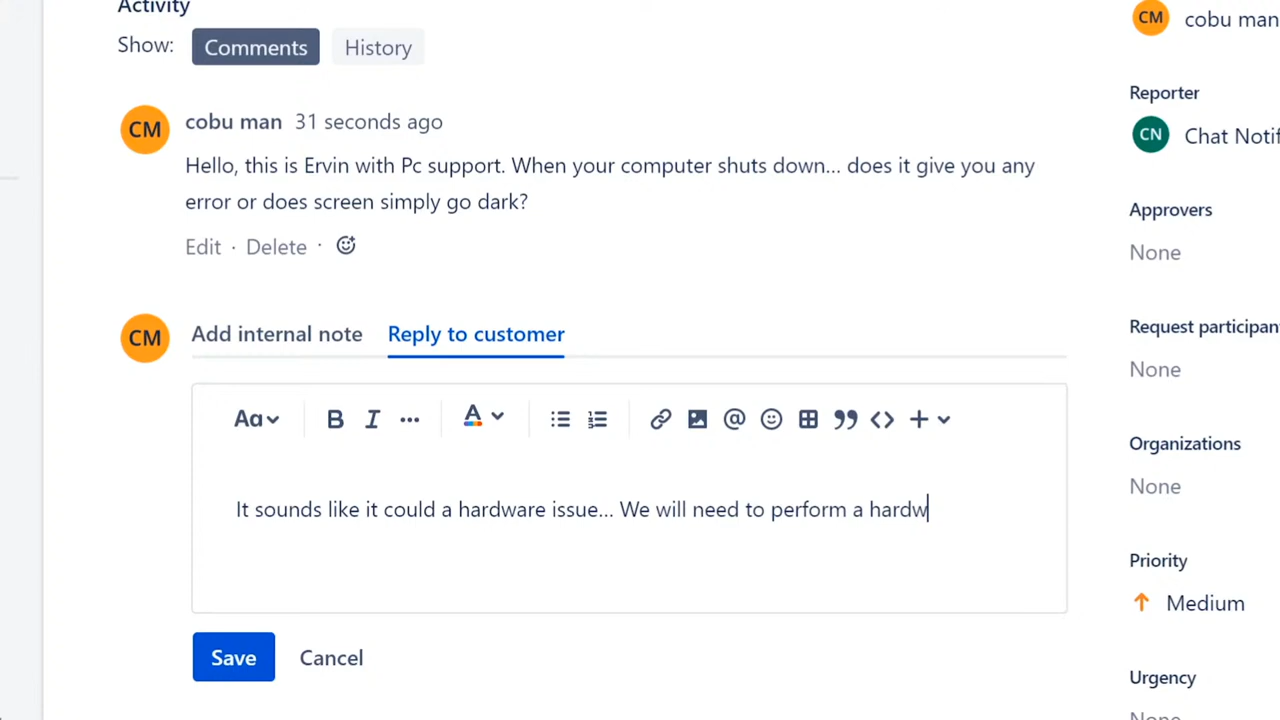 Activity
Show: Comments History
CM cobu man 31 seconds ago
Hello, this is Ervin with Pc support. When your computer shuts down... does it give you any
error or does screen simply go dark?
Edit · Delete ·
CM Add internal note Reply to customer
Aa B I ... A @ <> +
It sounds like it could a hardware issue... We will need to perform a hardw
Save Cancel
CM cobu man
Reporter
CN Chat Notif
Approvers
None
Request participan
None
Organizations
None
Priority
Medium
Urgency
None